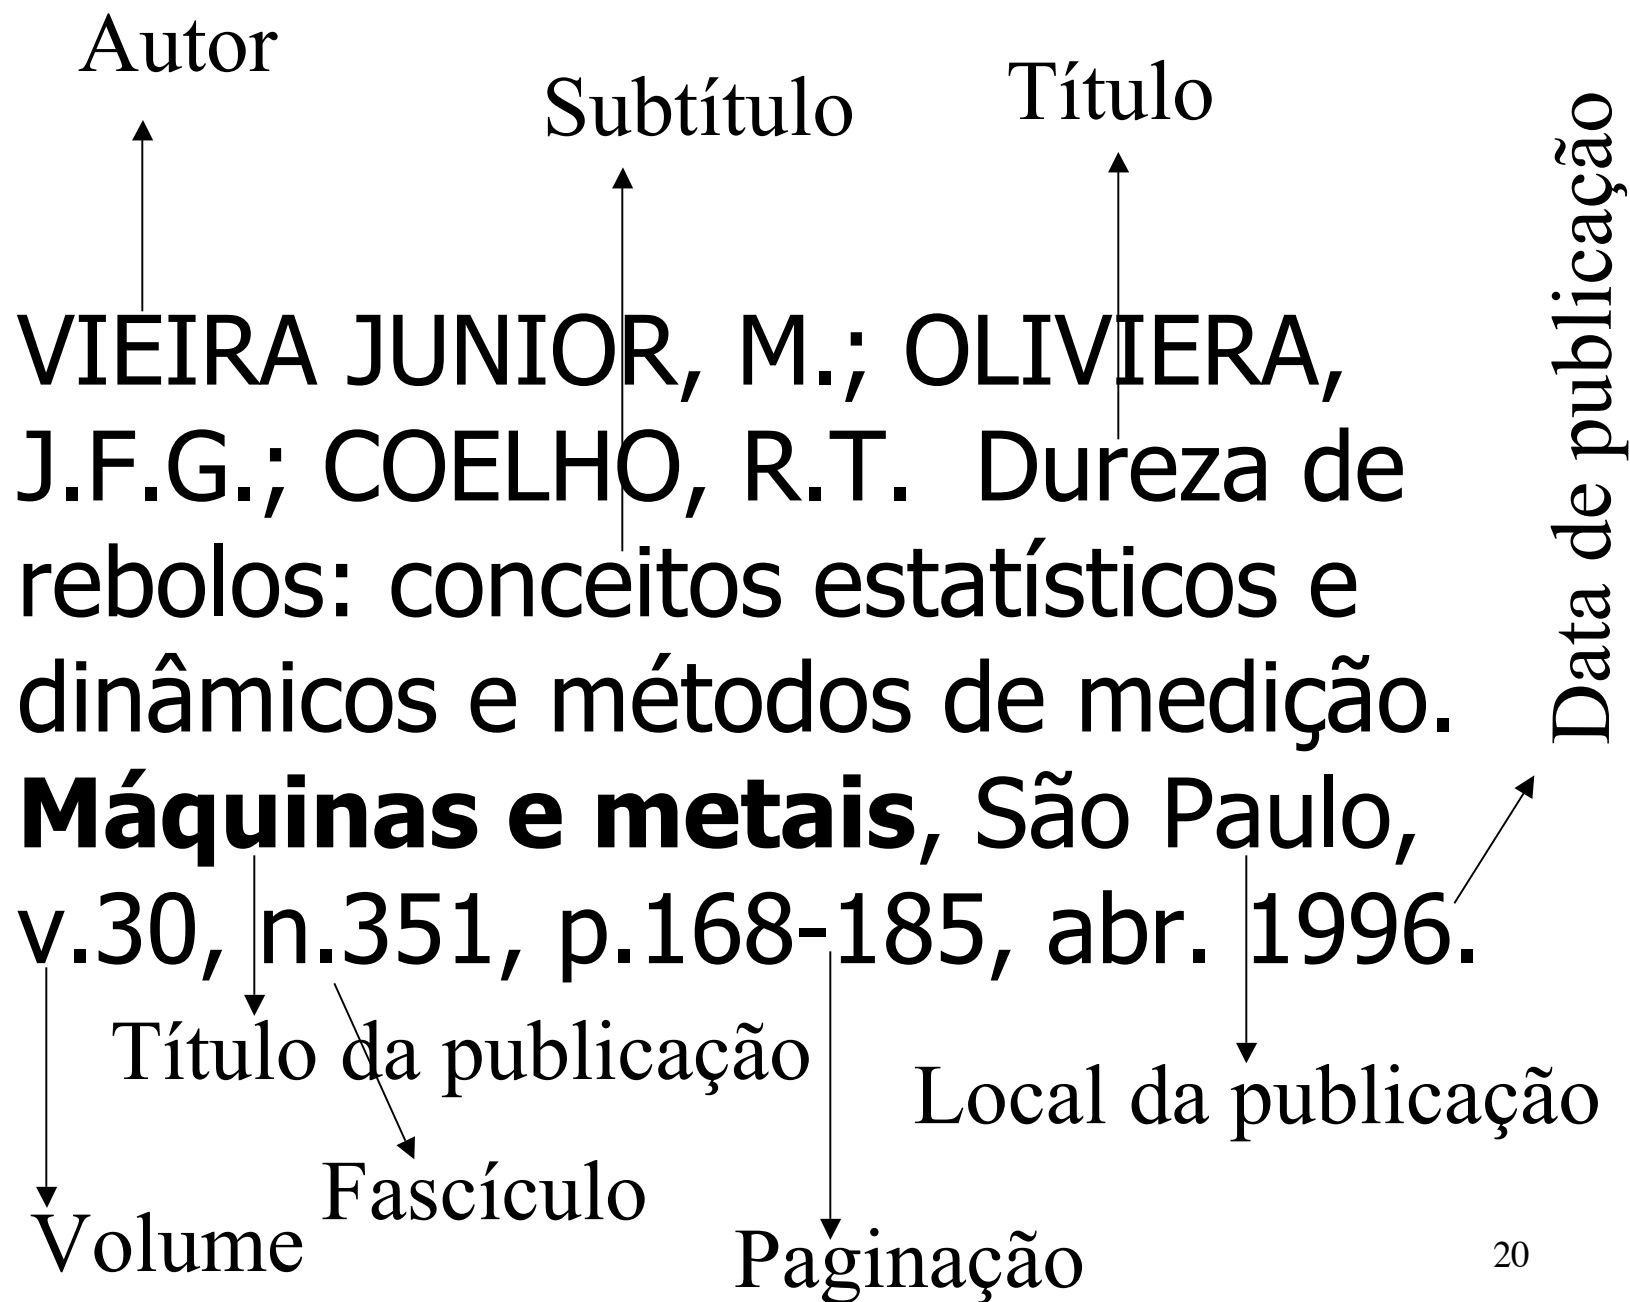 Autor
Subtítulo
Título
Data de publicação
VIEIRA JUNIOR, M.; OLIVIERA,
J.F.G.; COELHO, R.T. Dureza de
rebolos: conceitos estatísticos e
dinâmicos e métodos de medição.
Máquinas e metais, São Paulo,
v.30, n.351, p.168-185, abr. 1996.
Título da publicação
Local da publicação
Fascículo
Volume
Paginação
20